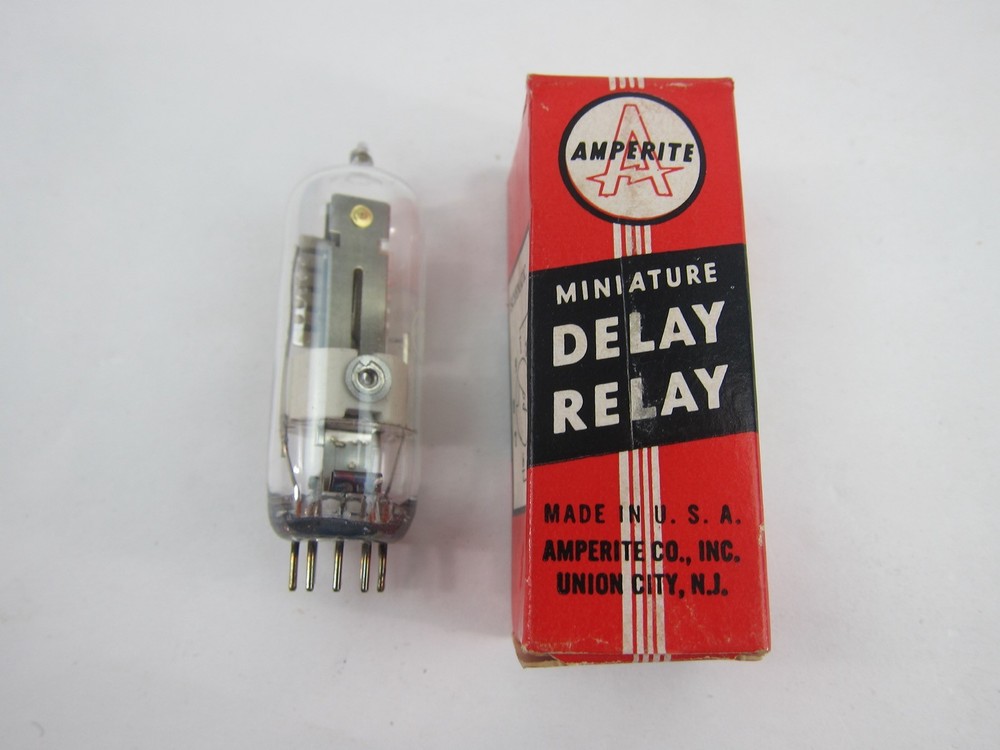 AMPERITE
MINIATURE
DELAY
RELAY
MADE IN U. S. A.
AMPERITE CO., INC.
UNION CITY, N.J.